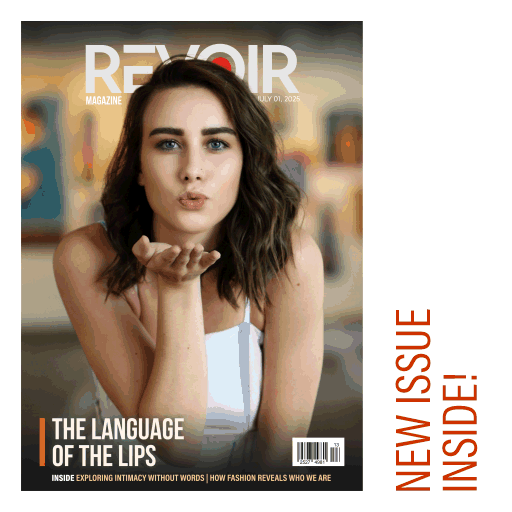 REVOIR
MAGAZINE
JULY 01, 2025
THE LANGUAGE
OF THE LIPS
INSIDE EXPLORING INTIMACY WITHOUT WORDS | HOW FASHION REVEALS WHO WE ARE
NEW ISSUE
INSIDE!